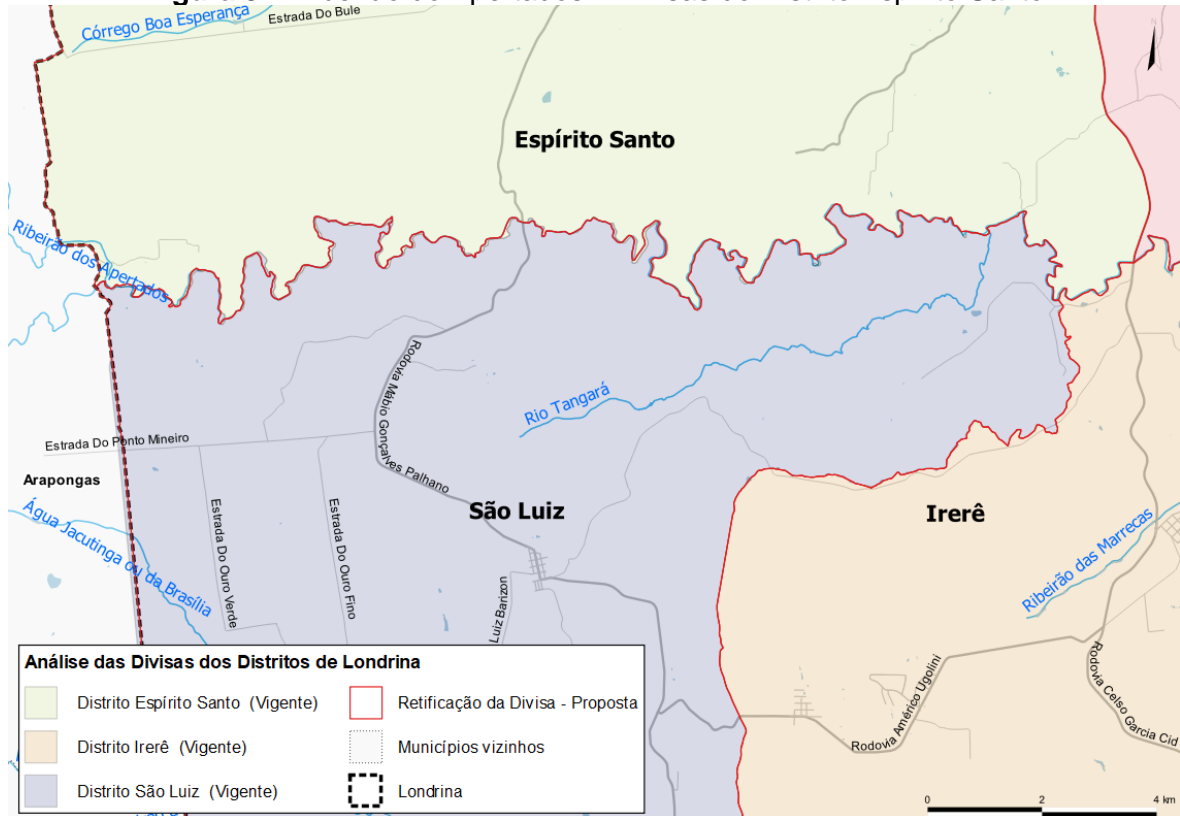 Córrego Boa Esperança
Estrada Do Bule
Espírito Santo
Ribeirão dos Apertados
Rodovia Mábio Gonçalves Palhano
Rio Tangará
Estrada Do Ponto Mineiro
Arapongas
São Luiz
Irerê
Água Jacutinga ou da Brasília
Estrada Do Ouro Verde
Estrada Do Ouro Fino
Luiz Barizon
Ribeirão das Marrecas
Rodovia Américo Ugolini
Rodovia Celso Garcia Cid
Análise das Divisas dos Distritos de Londrina
Distrito Espírito Santo (Vigente)
Retificação da Divisa - Proposta
Distrito Irerê (Vigente)
Municípios vizinhos
Distrito São Luiz (Vigente)
Londrina
0 2 4 km